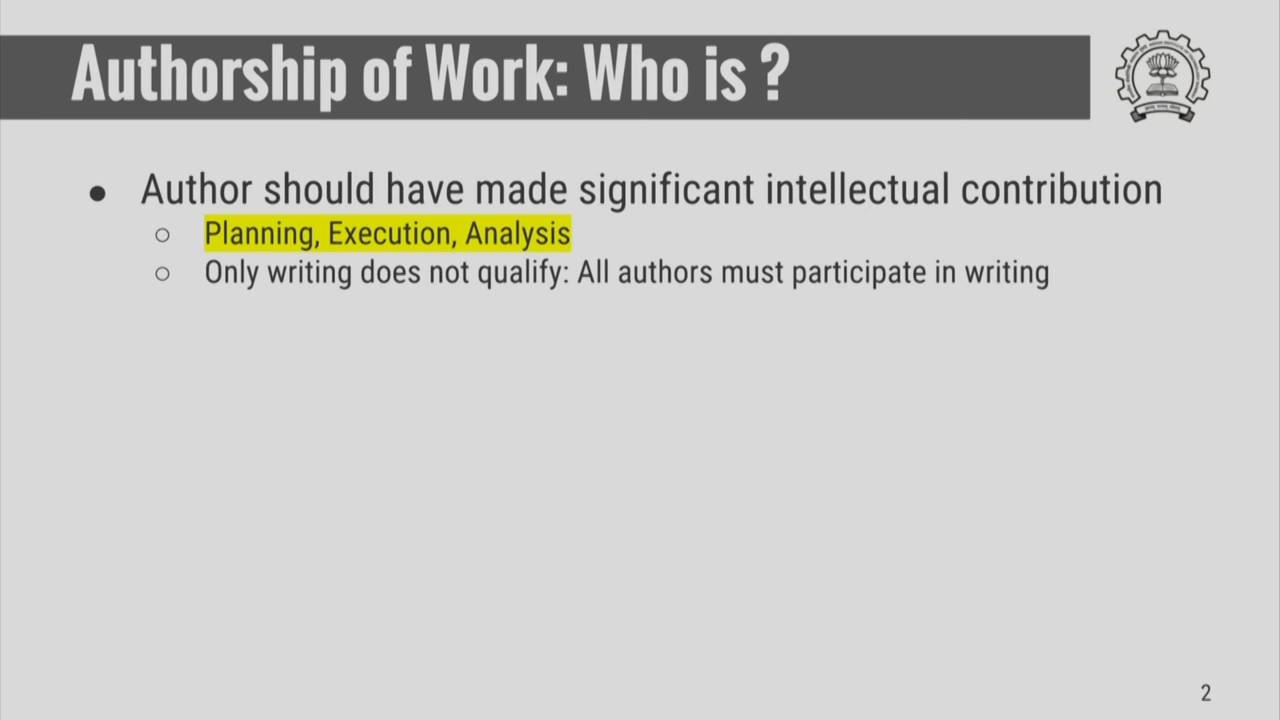 Authorship of Work: Who is ?
● Author should have made significant intellectual contribution
○ Planning, Execution, Analysis
○ Only writing does not qualify: All authors must participate in writing
2